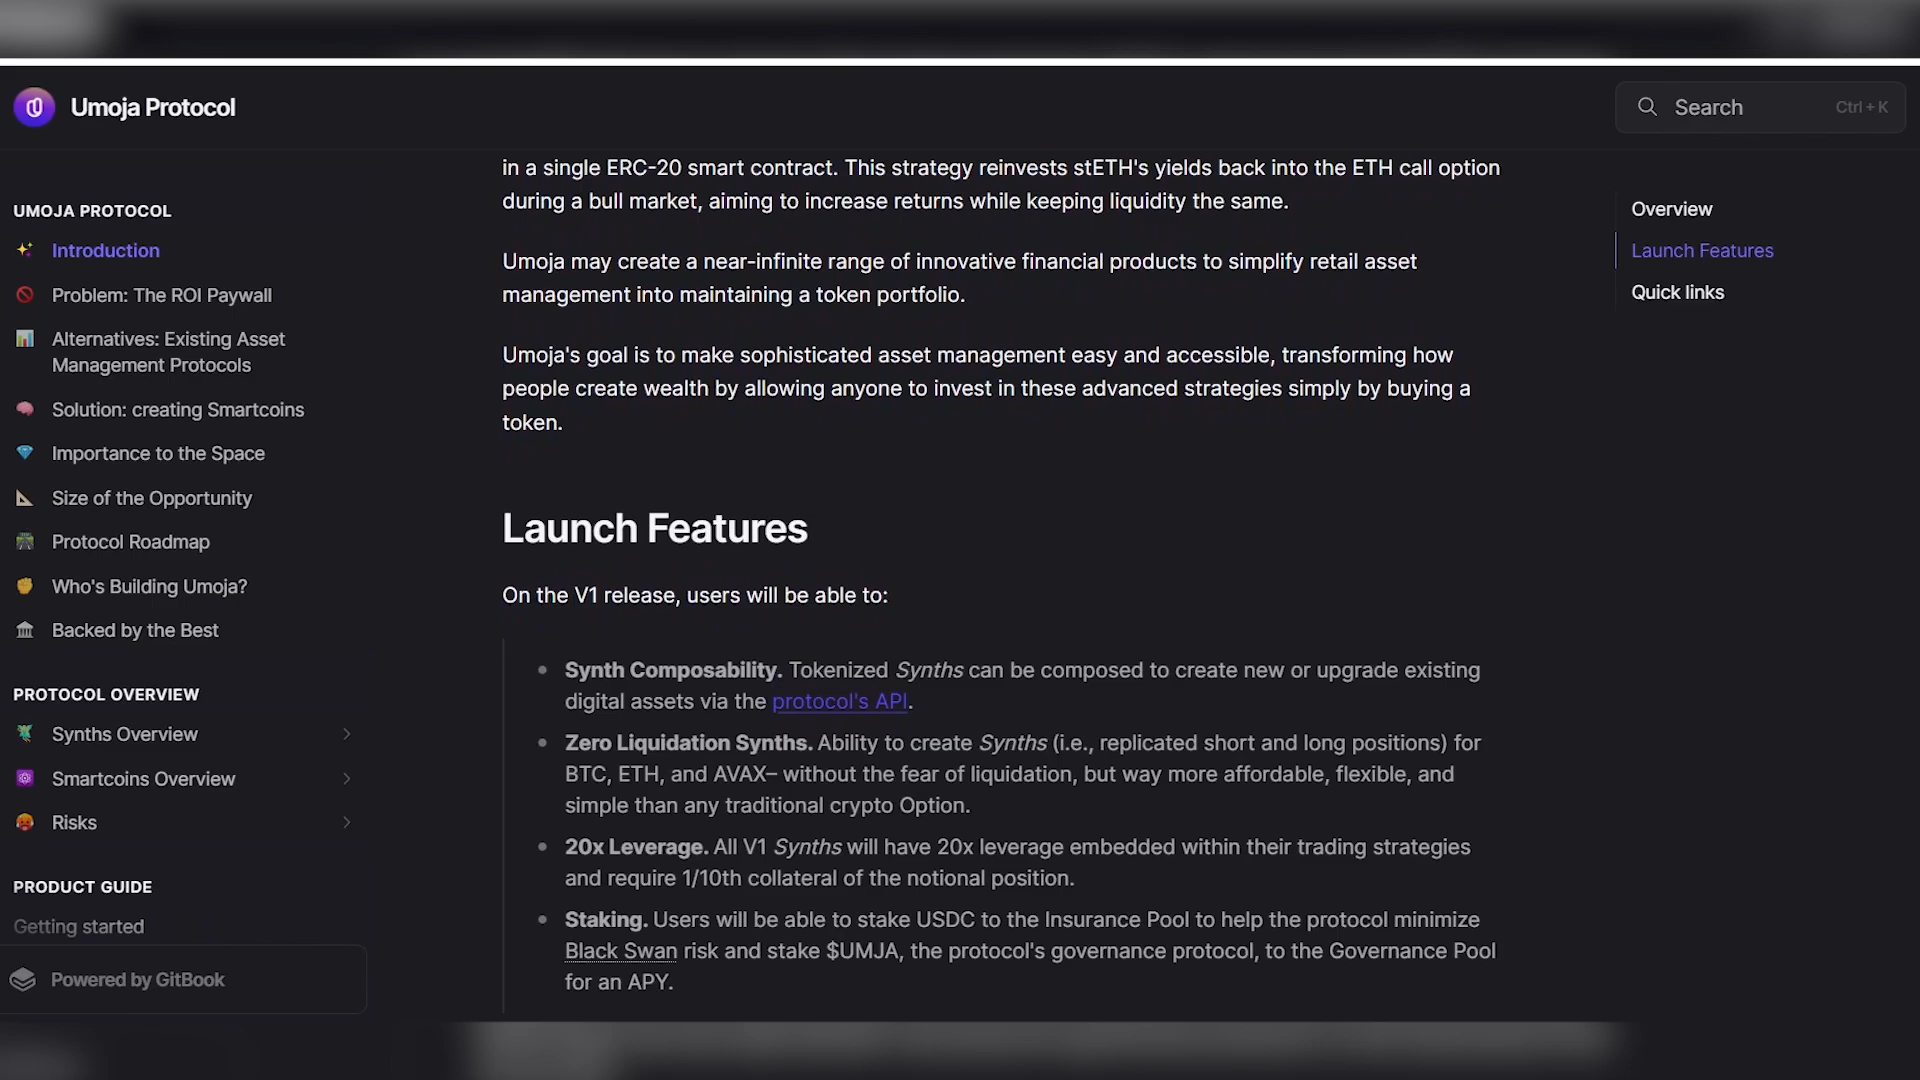 Umoja Protocol
Search
Ctrl + K
UMOJA PROTOCOL
Introduction
Problem: The ROI Paywall
Alternatives: Existing Asset
Management Protocols
Solution: creating Smartcoins
Importance to the Space
Size of the Opportunity
Protocol Roadmap
Who's Building Umoja?
Backed by the Best
PROTOCOL OVERVIEW
Synths Overview
Smartcoins Overview
Risks
PRODUCT GUIDE
Getting started
Powered by GitBook
in a single ERC-20 smart contract. This strategy reinvests stETH's yields back into the ETH call option
during a bull market, aiming to increase returns while keeping liquidity the same.
Umoja may create a near-infinite range of innovative financial products to simplify retail asset
management into maintaining a token portfolio.
Umoja's goal is to make sophisticated asset management easy and accessible, transforming how
people create wealth by allowing anyone to invest in these advanced strategies simply by buying a
token.
Launch Features
On the V1 release, users will be able to:
• Synth Composability. Tokenized Synths can be composed to create new or upgrade existing
digital assets via the protocol's API.
• Zero Liquidation Synths. Ability to create Synths (i.e., replicated short and long positions) for
BTC, ETH, and AVAX– without the fear of liquidation, but way more affordable, flexible, and
simple than any traditional crypto Option.
• 20x Leverage. All V1 Synths will have 20x leverage embedded within their trading strategies
and require 1/10th collateral of the notional position.
• Staking. Users will be able to stake USDC to the Insurance Pool to help the protocol minimize
Black Swan risk and stake $UMJA, the protocol's governance protocol, to the Governance Pool
for an APY.
Overview
Launch Features
Quick links